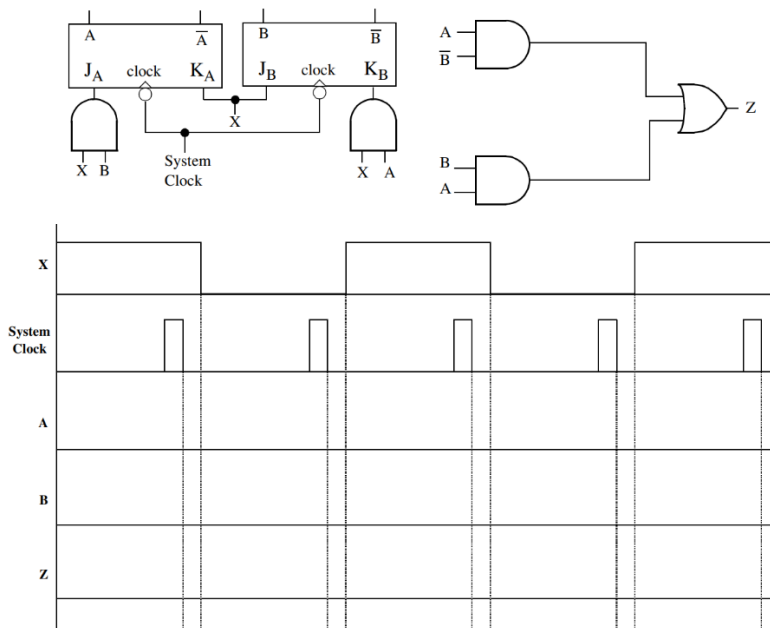 A A̅ B B̅
J_A clock K_A J_B clock K_B
X
X B System Clock X A
A
B̅
Z
B
A
X
System
Clock
A
B
Z